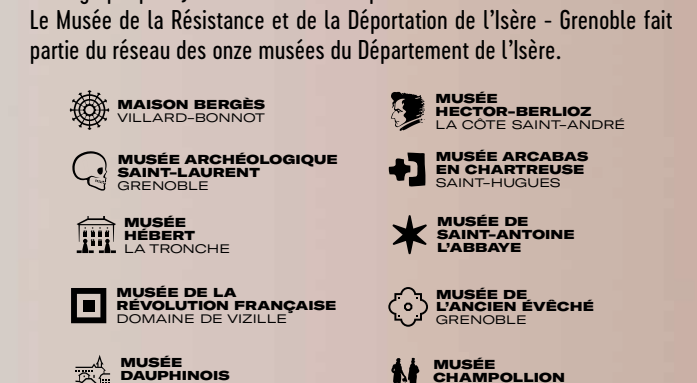 Le Musée de la Résistance et de la Déportation de l'Isère - Grenoble fait
partie du réseau des onze musées du Département de l'Isère.
MAISON BERGÈS
VILLARD-BONNOT
MUSÉE
HECTOR-BERLIOZ
LA CÔTE SAINT-ANDRÉ
MUSÉE ARCHÉOLOGIQUE
SAINT-LAURENT
GRENOBLE
MUSÉE ARCABAS
EN CHARTREUSE
SAINT-HUGUES
MUSÉE
HÉBERT
LA TRONCHE
MUSÉE DE
SAINT-ANTOINE
L'ABBAYE
MUSÉE DE LA
RÉVOLUTION FRANÇAISE
DOMAINE DE VIZILLE
MUSÉE DE
L'ANCIEN ÉVÊCHÉ
GRENOBLE
MUSÉE
DAUPHINOIS
MUSÉE
CHAMPOLLION